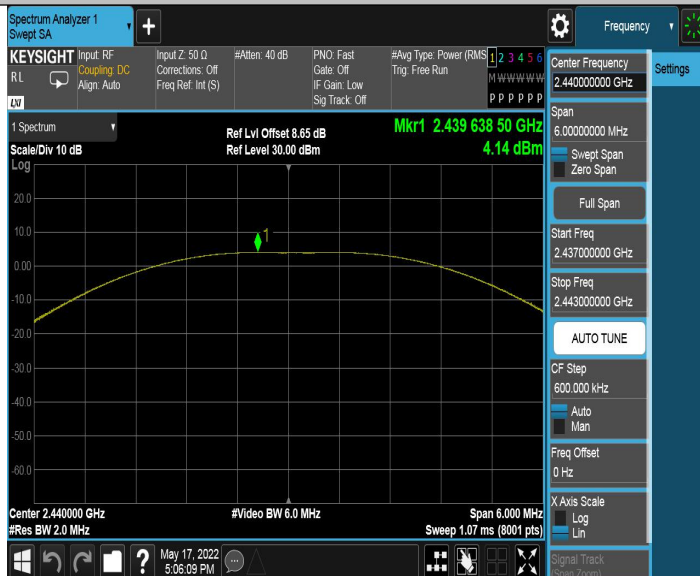 Spectrum Analyzer 1
Swept SA
+
Frequency
KEYSIGHT
RL
LXI
Input: RF
Coupling: DC
Align: Auto
Input Z: 50 Ω
Corrections: Off
Freq Ref: Int (S)
#Atten: 40 dB
PNO: Fast
Gate: Off
IF Gain: Low
Sig Track: Off
#Avg Type: Power (RMS
Trig: Free Run
1 2 3 4 5 6
M W W W W W
P P P P P P
1 Spectrum
Scale/Div 10 dB
Log
Ref Lvl Offset 8.65 dB
Ref Level 30.00 dBm
Mkr1 2.439 638 50 GHz
4.14 dBm
20.0
10.0
0.00
-10.0
-20.0
-30.0
-40.0
-50.0
-60.0
1
Center 2.440000 GHz
#Res BW 2.0 MHz
#Video BW 6.0 MHz
Span 6.000 MHz
Sweep 1.07 ms (8001 pts)
?
May 17, 2022
5:06:09 PM
Center Frequency
2.440000000 GHz
Settings
Span
6.00000000 MHz
Swept Span
Zero Span
Full Span
Start Freq
2.437000000 GHz
Stop Freq
2.443000000 GHz
AUTO TUNE
CF Step
600.000 kHz
Auto
Man
Freq Offset
0 Hz
X Axis Scale
Log
Lin
Signal Track
(Span Zoom)